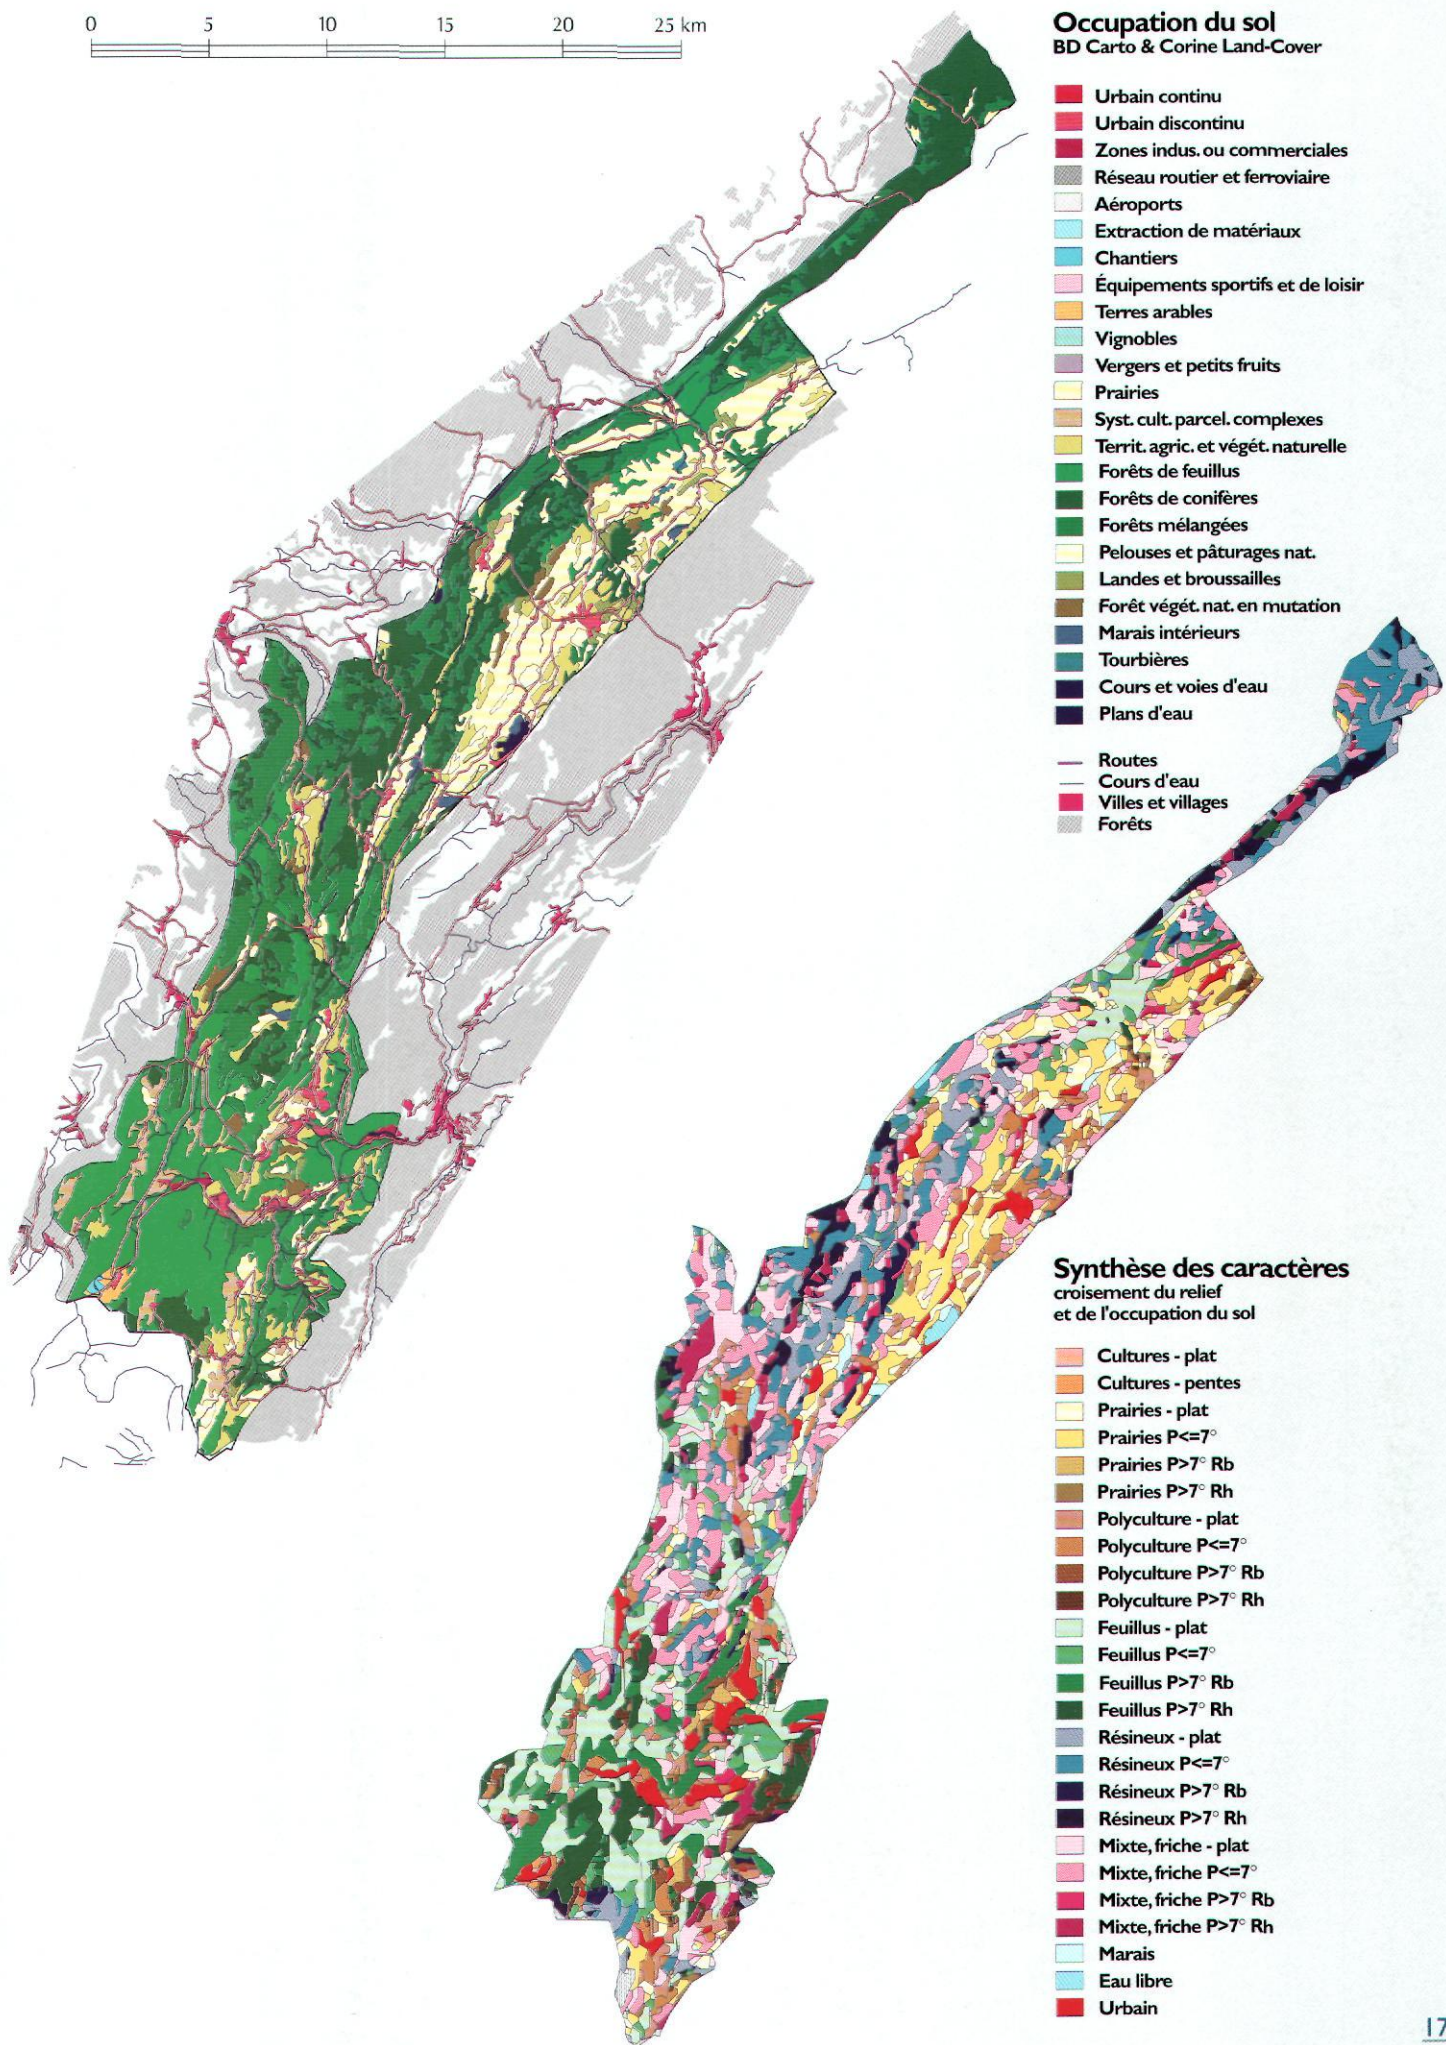 0 5 10 15 20 25 km
Occupation du sol
BD Carto & Corine Land-Cover
Urbain continu
Urbain discontinu
Zones indus. ou commerciales
Réseau routier et ferroviaire
Aéroports
Extraction de matériaux
Chantiers
Équipements sportifs et de loisir
Terres arables
Vignobles
Vergers et petits fruits
Prairies
Syst. cult. parcel. complexes
Territ. agric. et végét. naturelle
Forêts de feuillus
Forêts de conifères
Forêts mélangées
Pelouses et pâturages nat.
Landes et broussailles
Forêt végét. nat. en mutation
Marais intérieurs
Tourbières
Cours et voies d'eau
Plans d'eau
Routes
Cours d'eau
Villes et villages
Forêts
Synthèse des caractères
croisement du relief
et de l'occupation du sol
Cultures - plat
Cultures - pentes
Prairies - plat
Prairies P<=7°
Prairies P>7° Rb
Prairies P>7° Rh
Polyculture - plat
Polyculture P<=7°
Polyculture P>7° Rb
Polyculture P>7° Rh
Feuillus - plat
Feuillus P<=7°
Feuillus P>7° Rb
Feuillus P>7° Rh
Résineux - plat
Résineux P<=7°
Résineux P>7° Rb
Résineux P>7° Rh
Mixte, friche - plat
Mixte, friche P<=7°
Mixte, friche P>7° Rb
Mixte, friche P>7° Rh
Marais
Eau libre
Urbain
17